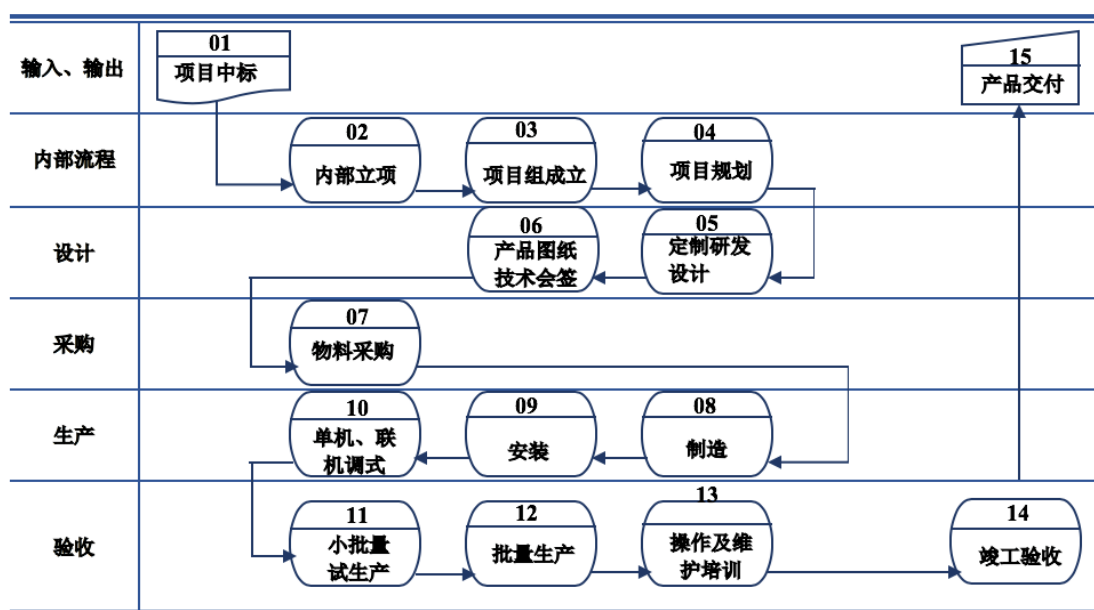 输入、输出
01
项目中标
15
产品交付
内部流程
02
内部立项
03
项目组成立
04
项目规划
设计
06
产品图纸
技术会签
05
定制研发
设计
采购
07
物料采购
生产
10
单机、联
机调式
09
安装
08
制造
验收
11
小批量
试生产
12
批量生产
13
操作及维
护培训
14
竣工验收